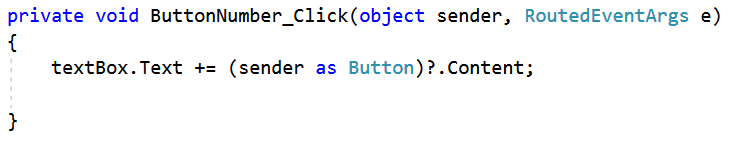 private void ButtonNumber_Click(object sender, RoutedEventArgs e)
{
    textBox.Text += (sender as Button)?.Content;
}